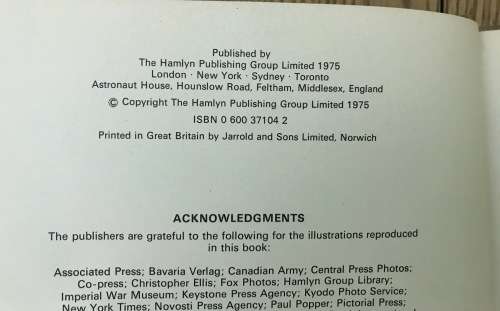 Published by
The Hamlyn Publishing Group Limited 1975
London · New York · Sydney · Toronto
Astronaut House, Hounslow Road, Feltham, Middlesex, England
© Copyright The Hamlyn Publishing Group Limited 1975
ISBN 0 600 37104 2
Printed in Great Britain by Jarrold and Sons Limited, Norwich
ACKNOWLEDGMENTS
The publishers are grateful to the following for the illustrations reproduced
in this book:
Associated Press; Bavaria Verlag; Canadian Army; Central Press Photos;
Co-press; Christopher Ellis; Fox Photos; Hamlyn Group Library;
Imperial War Museum; Keystone Press Agency; Kyodo Photo Service;
New York Times; Novosti Press Agency; Paul Popper; Pictorial Press;